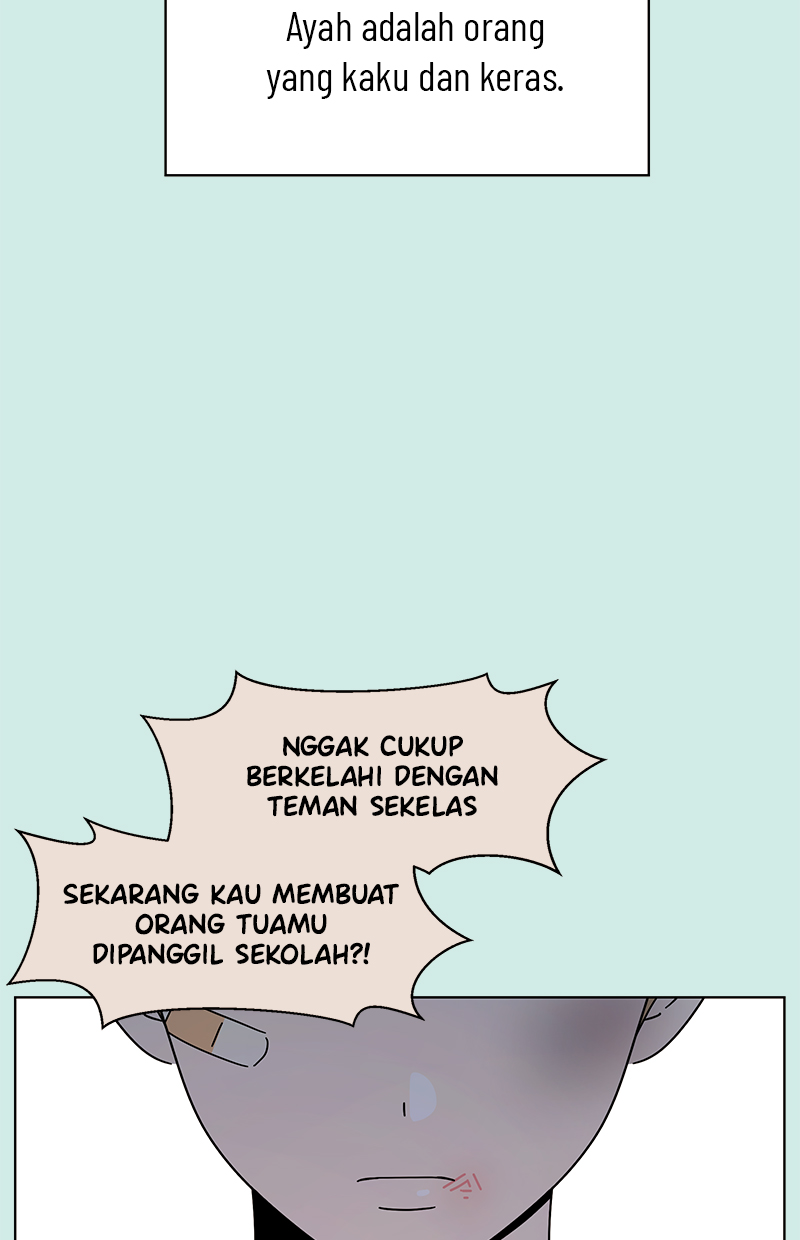 Ayah adalah orang
yang kaku dan keras.
NGGAK CUKUP
BERKELAHI DENGAN
TEMAN SEKELAS
SEKARANG KAU MEMBUAT
ORANG TUAMU
DIPANGGIL SEKOLAH?!